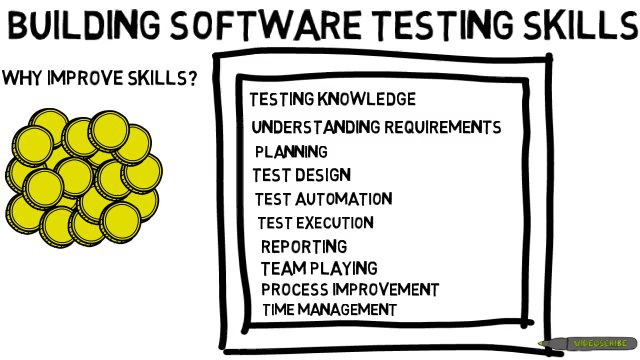 BUILDING SOFTWARE TESTING SKILLS
WHY IMPROVE SKILLS?
TESTING KNOWLEDGE
UNDERSTANDING REQUIREMENTS
PLANNING
TEST DESIGN
TEST AUTOMATION
TEST EXECUTION
REPORTING
TEAM PLAYING
PROCESS IMPROVEMENT
TIME MANAGEMENT
VIDEOSCRIBE